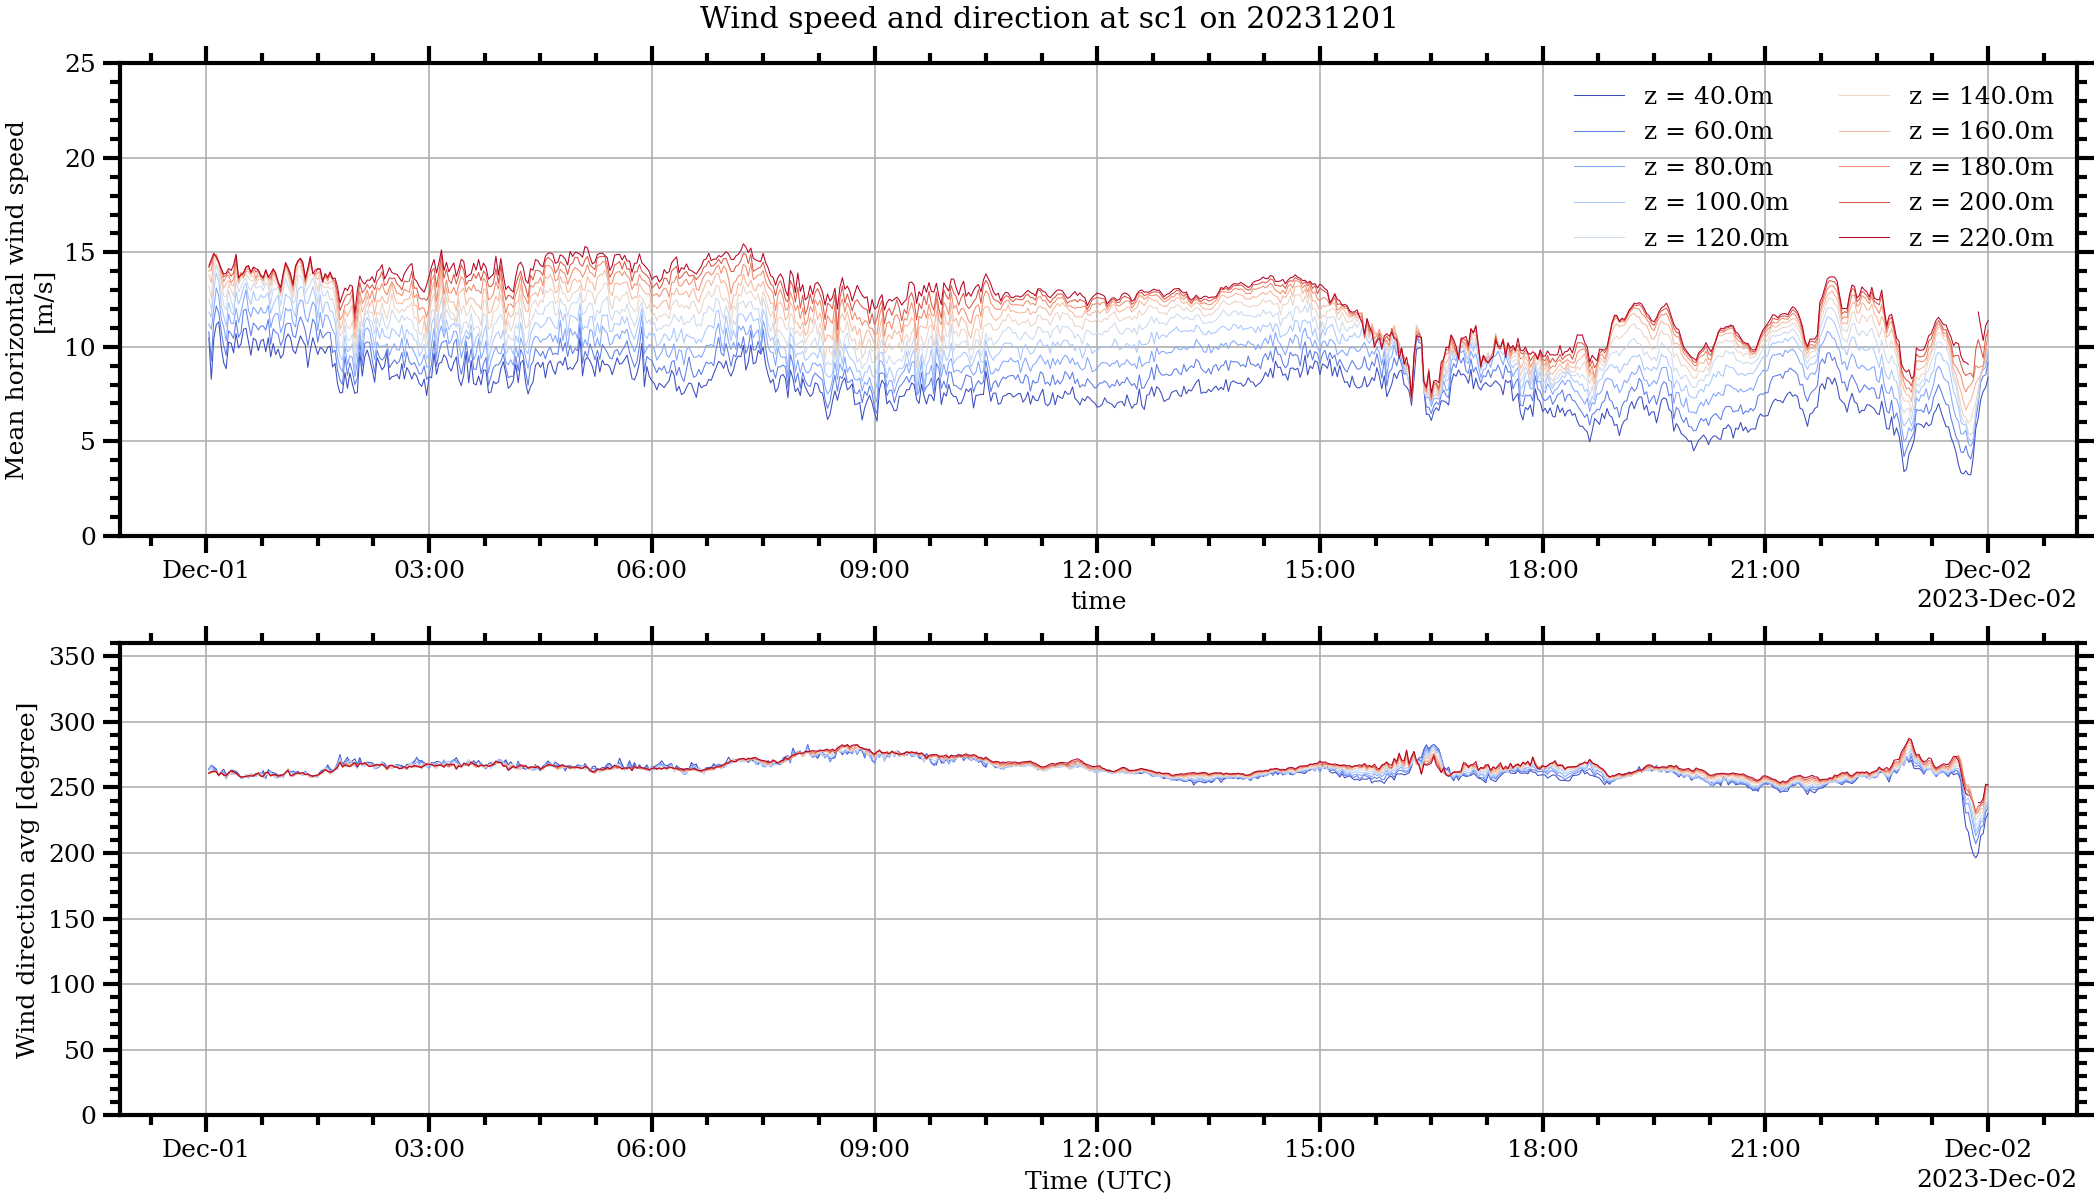 Wind speed and direction at sc1 on 20231201
Mean horizontal wind speed
[m/s]
25
20
15
10
5
0
z = 40.0m
z = 60.0m
z = 80.0m
z = 100.0m
z = 120.0m
z = 140.0m
z = 160.0m
z = 180.0m
z = 200.0m
z = 220.0m
Dec-01 03:00 06:00 09:00 12:00 15:00 18:00 21:00 Dec-02
time
2023-Dec-02
Wind direction avg [degree]
350
300
250
200
150
100
50
0
Dec-01 03:00 06:00 09:00 12:00 15:00 18:00 21:00 Dec-02
Time (UTC)
2023-Dec-02